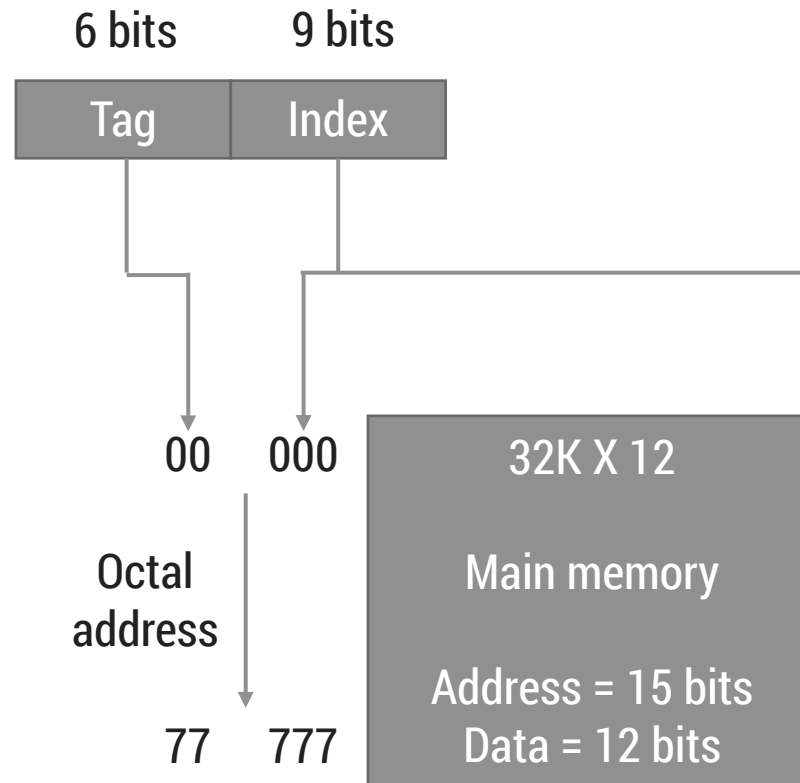 6 bits 9 bits
Tag Index
00 000
32K X 12
Octal
address
Main memory
Address = 15 bits
77 777
Data = 12 bits